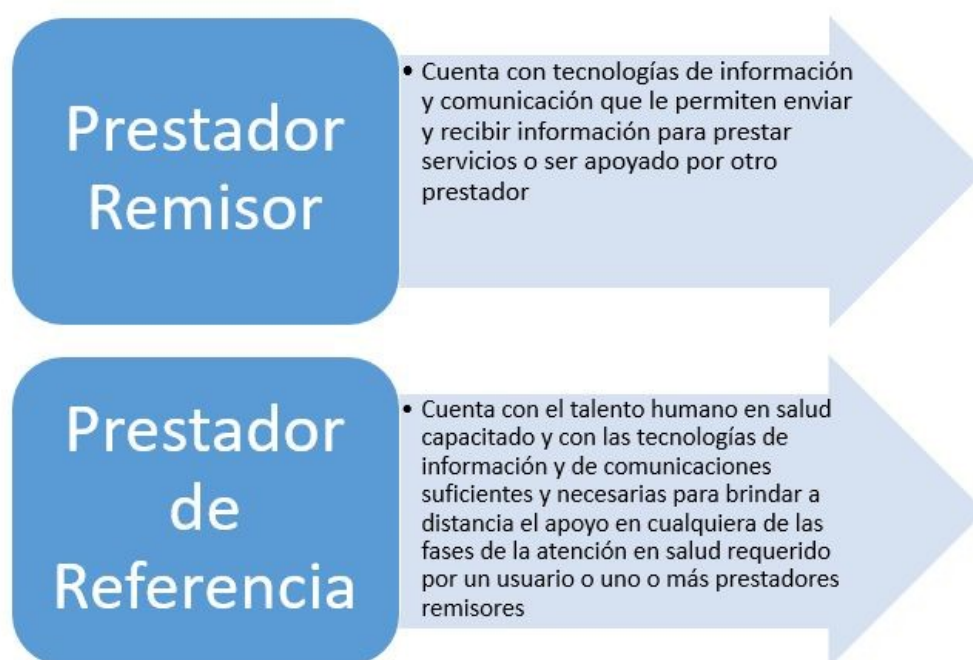 Prestador
Remisor
• Cuenta con tecnologías de información
y comunicación que le permiten enviar
y recibir información para prestar
servicios o ser apoyado por otro
prestador
Prestador
de
Referencia
• Cuenta con el talento humano en salud
capacitado y con las tecnologías de
información y de comunicaciones
suficientes y necesarias para brindar a
distancia el apoyo en cualquiera de las
fases de la atención en salud requerido
por un usuario o uno o más prestadores
remisores